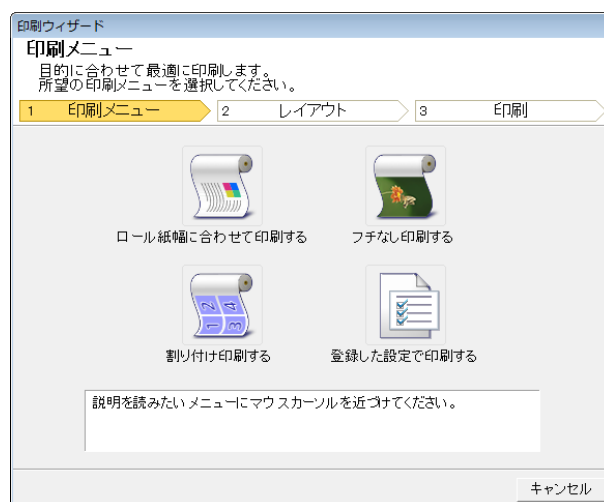 印刷ウィザード
印刷メニュー
目的に合わせて最適に印刷します。
所望の印刷メニューを選択してください。
1 印刷メニュー 2 レイアウト 3 印刷
ロール紙幅に合わせて印刷する フチなし印刷する
1 2 3 4
割り付け印刷する 登録した設定で印刷する
説明を読みたいメニューにマウスカーソルを近づけてください。
キャンセル